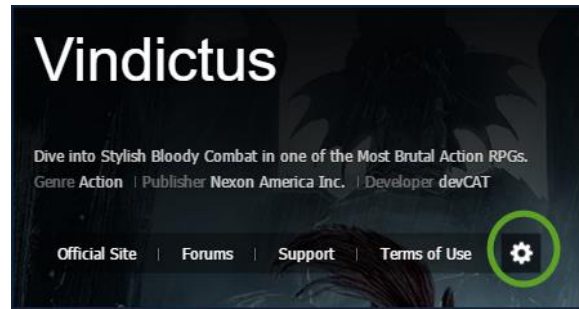 Vindictus
Dive into Stylish Bloody Combat in one of the Most Brutal Action RPGs.
Genre Action | Publisher Nexon America Inc. | Developer devCAT
Official Site | Forums | Support | Terms of Use